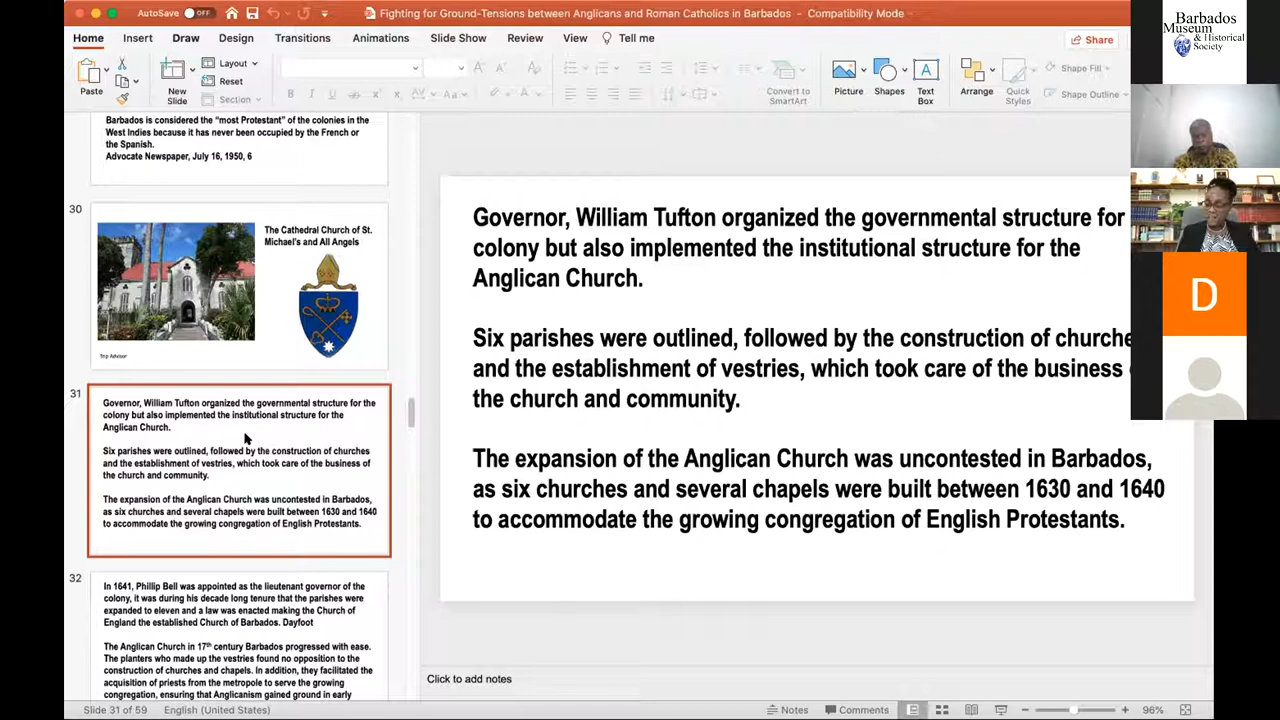 AutoSave OFF
Fighting for Ground-Tensions between Anglicans and Roman Catholics in Barbados - Compatibility Mode
Home Insert Draw Design Transitions Animations Slide Show Review View Tell me
Share
Paste
New
Slide
Layout
Reset
Section
Convert to
SmartArt
Picture
Shapes
Text
Box
Arrange
Quick
Styles
Shape Fill
Shape Outline
Barbados
Museum
& Historical
Society
Barbados is considered the “most Protestant” of the colonies in the
West Indies because it has never been occupied by the French or
the Spanish.
Advocate Newspaper, July 16, 1950, 6
30
The Cathedral Church of St.
Michael's and All Angels
Trip Advisor
31
Governor, William Tufton organized the governmental structure for the
colony but also implemented the institutional structure for the
Anglican Church.
Six parishes were outlined, followed by the construction of churches
and the establishment of vestries, which took care of the business of
the church and community.
The expansion of the Anglican Church was uncontested in Barbados,
as six churches and several chapels were built between 1630 and 1640
to accommodate the growing congregation of English Protestants.
32
In 1641, Phillip Bell was appointed as the lieutenant governor of the
colony, it was during his decade long tenure that the parishes were
expanded to eleven and a law was enacted making the Church of
England the established Church of Barbados. Dayfoot
The Anglican Church in 17th century Barbados progressed with ease.
The planters who made up the vestries found no opposition to the
construction of churches and chapels. In addition, they facilitated the
acquisition of priests from the metropole to serve the growing
congregation, ensuring that Anglicanism gained ground in early
Governor, William Tufton organized the governmental structure for
colony but also implemented the institutional structure for the
Anglican Church.
Six parishes were outlined, followed by the construction of churche
and the establishment of vestries, which took care of the business
the church and community.
The expansion of the Anglican Church was uncontested in Barbados,
as six churches and several chapels were built between 1630 and 1640
to accommodate the growing congregation of English Protestants.
D
Click to add notes
Slide 31 of 59 English (United States)
Notes Comments 96%